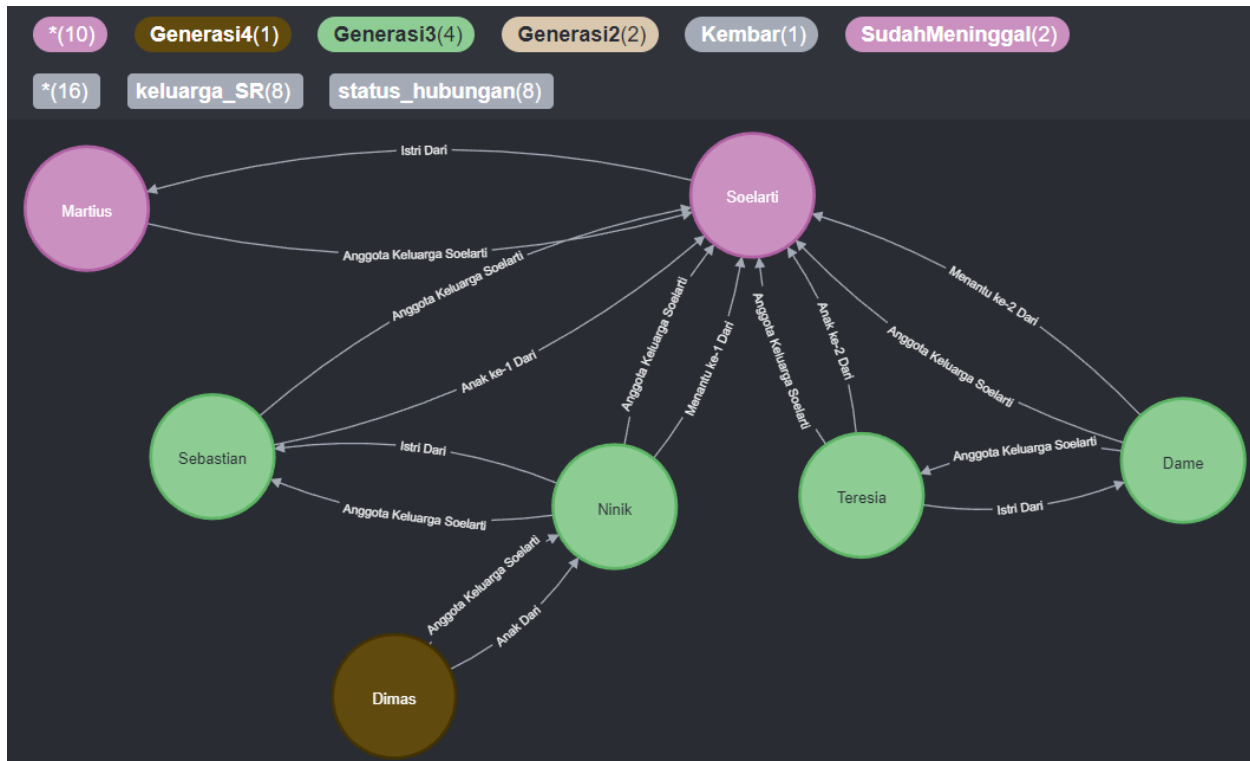 *(10) Generasi4(1) Generasi3(4) Generasi2(2) Kembar(1) SudahMeninggal(2)
*(16) keluarga_SR(8) status_hubungan(8)
Istri Dari
Martius
Soelarti
Anggota Keluarga Soelarti
Anggota Keluarga Soelarti
Menantu ke-2 Dari
Anak ke-1 Dari
Anggota Keluarga Soelarti
Menantu ke-1 Dari
Anggota Keluarga Soelarti
Anak ke-2 Dari
Anggota Keluarga Soelarti
Sebastian
Istri Dari
Anggota Keluarga Soelarti
Ninik
Teresia
Anggota Keluarga Soelarti
Istri Dari
Dame
Anggota Keluarga Soelarti
Anak Dari
Dimas